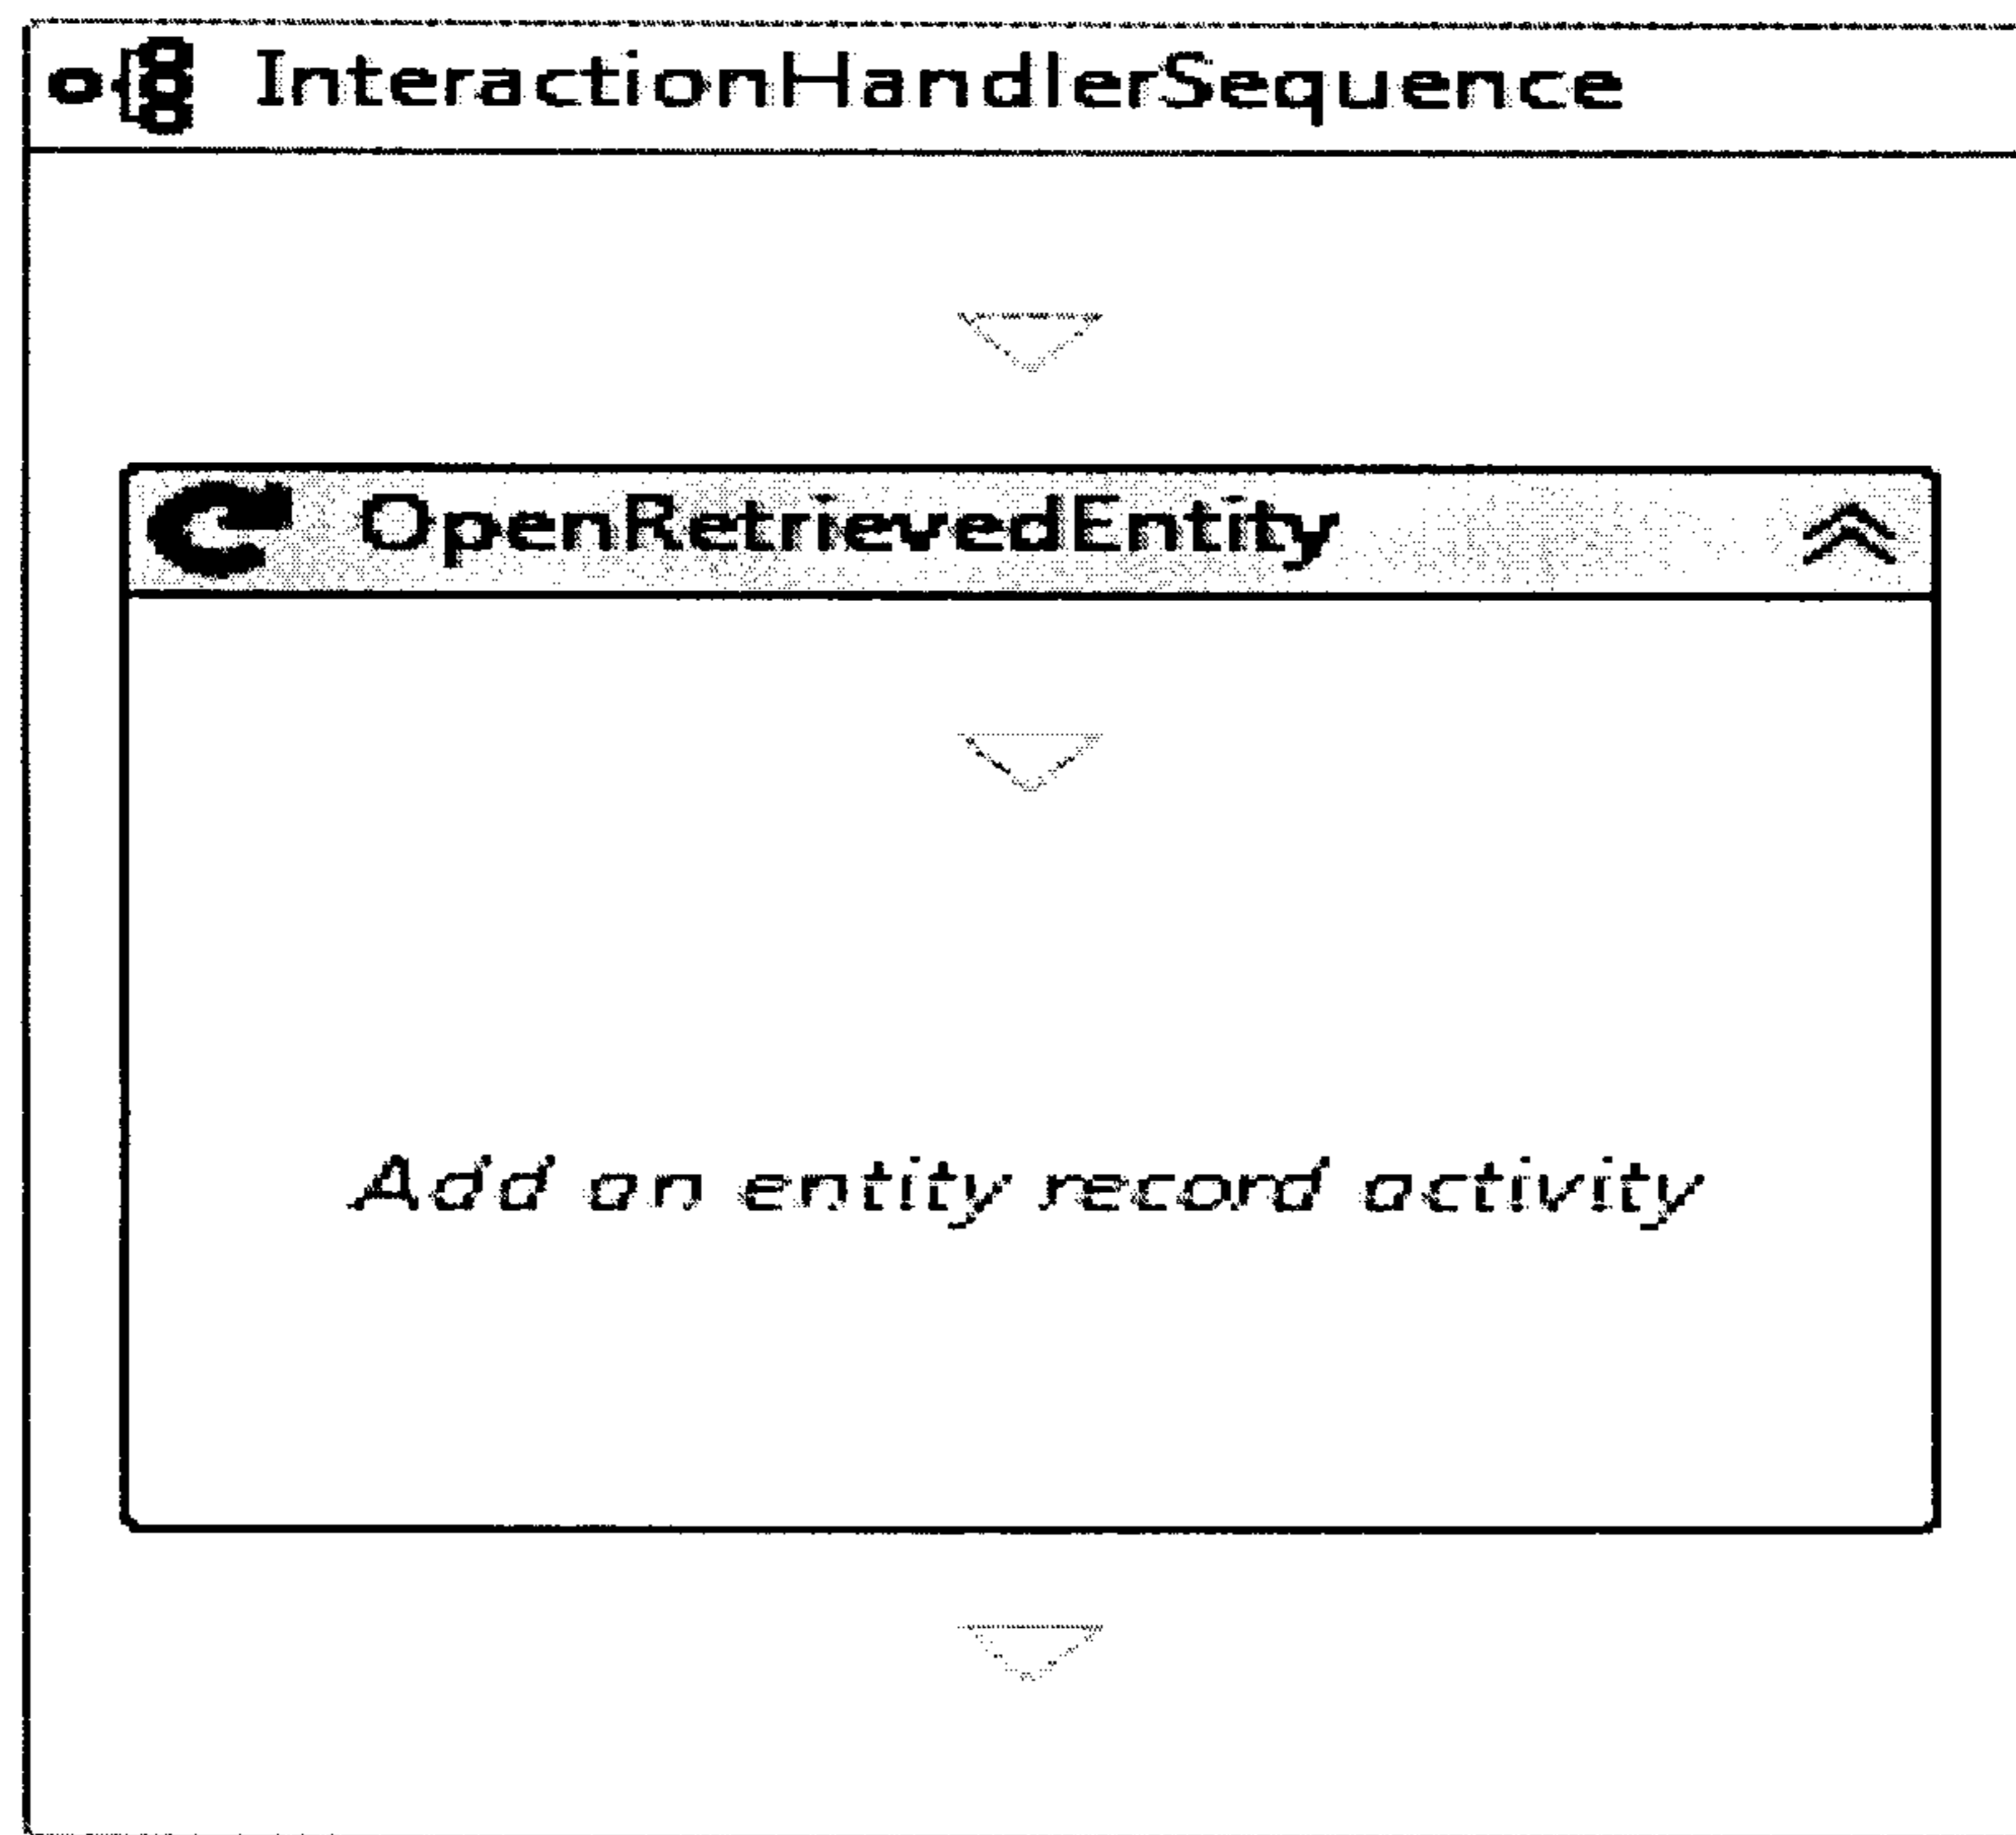 InteractionHandlerSequence
OpenRetrievedEntity
Add an entity record activity